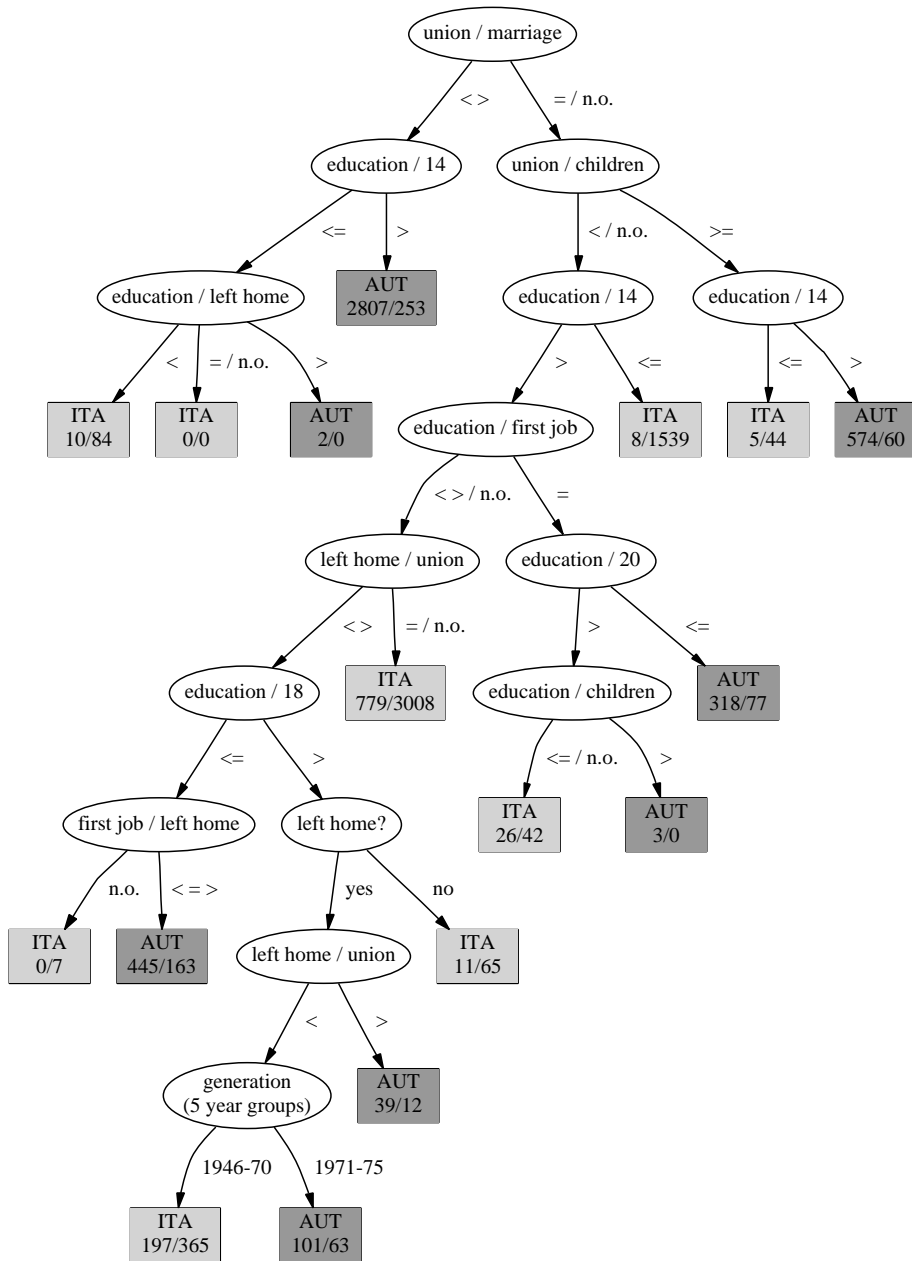 union / marriage
< >
= / n.o.
education / 14
union / children
<=
>
< / n.o.
>=
education / left home
AUT
2807/253
education / 14
education / 14
<
= / n.o.
>
>
<=
<=
>
ITA
10/84
ITA
0/0
AUT
2/0
education / first job
ITA
8/1539
ITA
5/44
AUT
574/60
< > / n.o.
=
left home / union
education / 20
< >
= / n.o.
>
<=
education / 18
ITA
779/3008
education / children
AUT
318/77
<=
>
<= / n.o.
>
first job / left home
left home?
ITA
26/42
AUT
3/0
n.o.
< = >
yes
no
ITA
0/7
AUT
445/163
left home / union
ITA
11/65
<
>
generation
(5 year groups)
AUT
39/12
1946-70
1971-75
ITA
197/365
AUT
101/63